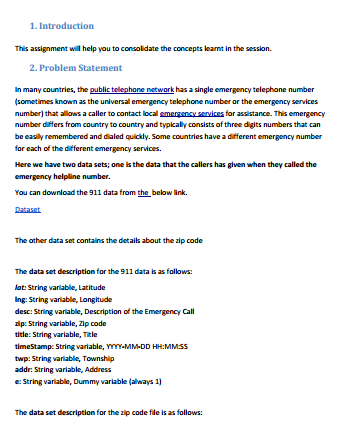 1. Introduction
This assignment will help you to consolidate the concepts learnt in the session.
2. Problem Statement
In many countries, the public telephone network has a single emergency telephone number
(sometimes known as the universal emergency telephone number or the emergency services
number) that allows a caller to contact local emergency services for assistance. This emergency
number differs from country to country and typically consists of three digits numbers that can
be easily remembered and dialed quickly. Some countries have a different emergency number
for each of the different emergency services.
Here we have two data sets; one is the data that the callers has given when they called the
emergency helpline number.
You can download the 911 data from the below link.
Dataset
The other data set contains the details about the zip code
The data set description for the 911 data is as follows:
lat: String variable, Latitude
lng: String variable, Longitude
desc: String variable, Description of the Emergency Call
zip: String variable, Zip code
title: String variable, Title
timeStamp: String variable, YYYY-MM-DD HH:MM:SS
twp: String variable, Township
addr: String variable, Address
e: String variable, Dummy variable (always 1)
The data set description for the zip code file is as follows: